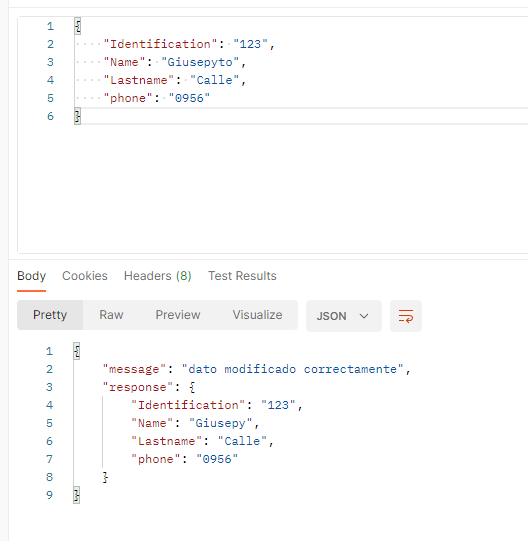 1 {
2 ····"Identification":·"123",
3 ····"Name":·"Giusepyto",
4 ····"Lastname":·"Calle",
5 ····"phone":·"0956"
6 }
Body Cookies Headers (8) Test Results
Pretty Raw Preview Visualize JSON
1 {
2     "message": "dato modificado correctamente",
3     "response": {
4         "Identification": "123",
5         "Name": "Giusepy",
6         "Lastname": "Calle",
7         "phone": "0956"
8     }
9 }